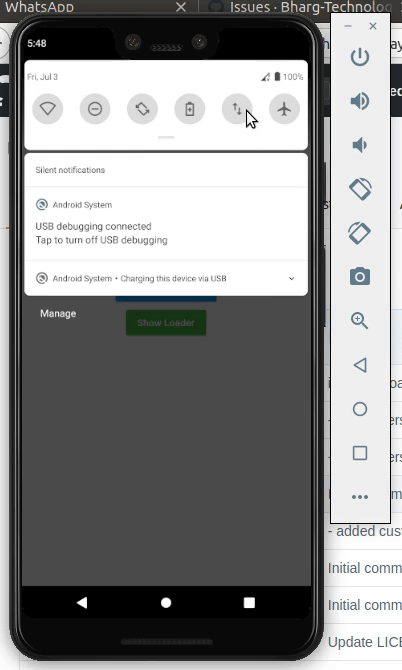 WhatsApp
Issues · Bharg-Technolog
5:48
Fri, Jul 3
100%
Silent notifications
Android System
USB debugging connected
Tap to turn off USB debugging
Android System • Charging this device via USB
Manage
Show Loader
- added cus
Initial comm
Initial comm
Update LICE